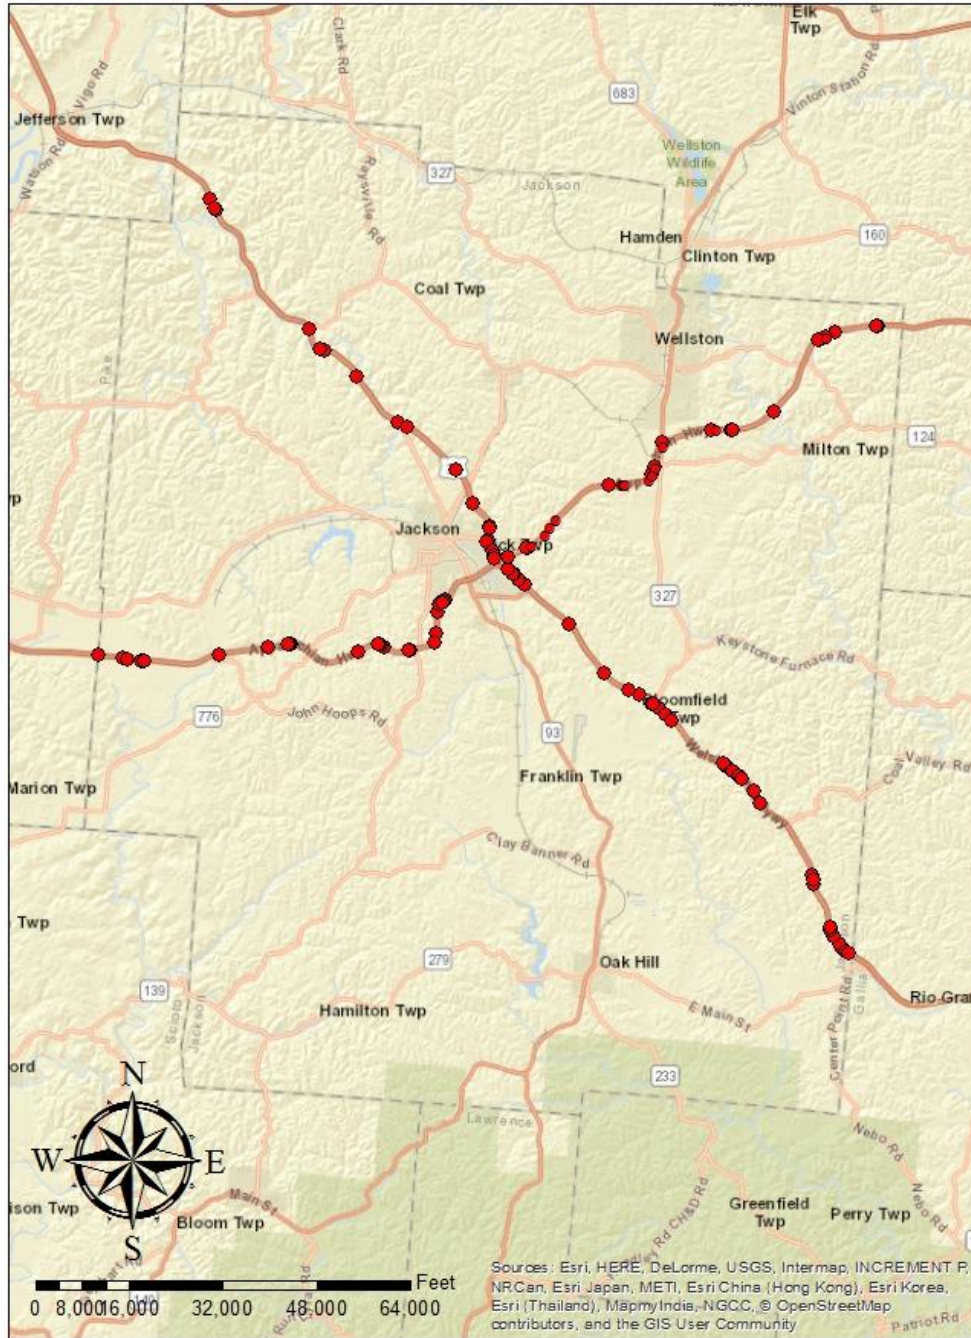 Elk
Twp
Clark Rd
Vinton Station Rd
Vigo Rd
683
Jefferson Twp
Watson Rd
Wellston
Wildlife
Area
Raysville Rd
327
Jackson
Hamden
160
Clinton Twp
Coal Twp
Wellston
Pike
124
Milton Twp
Jackson
Twp
327
Keystone Furnace Rd
Bloomfield
Twp
776
John Hoops Rd
93
Coal Valley Rd
Franklin Twp
Marion Twp
Clay Banner Rd
Twp
279
Oak Hill
Jackson
Gallia
Rio Gra
139
Hamilton Twp
E Main St
Center Point Rd
Scioto
Jackson
233
Lawrence
Nebo Rd
N
W E
S
Main St
Bloom Twp
ison Twp
Greenfield
Twp
Perry Twp
Nebo Rd
Feet
0 8,000 16,000 32,000 48,000 64,000
Sources: Esri, HERE, DeLorme, USGS, Intermap, INCREMENT P,
NRCan, Esri Japan, METI, Esri China (Hong Kong), Esri Korea,
Esri (Thailand), MapmyIndia, NGCC, © OpenStreetMap
contributors, and the GIS User Community
Patriot Rd